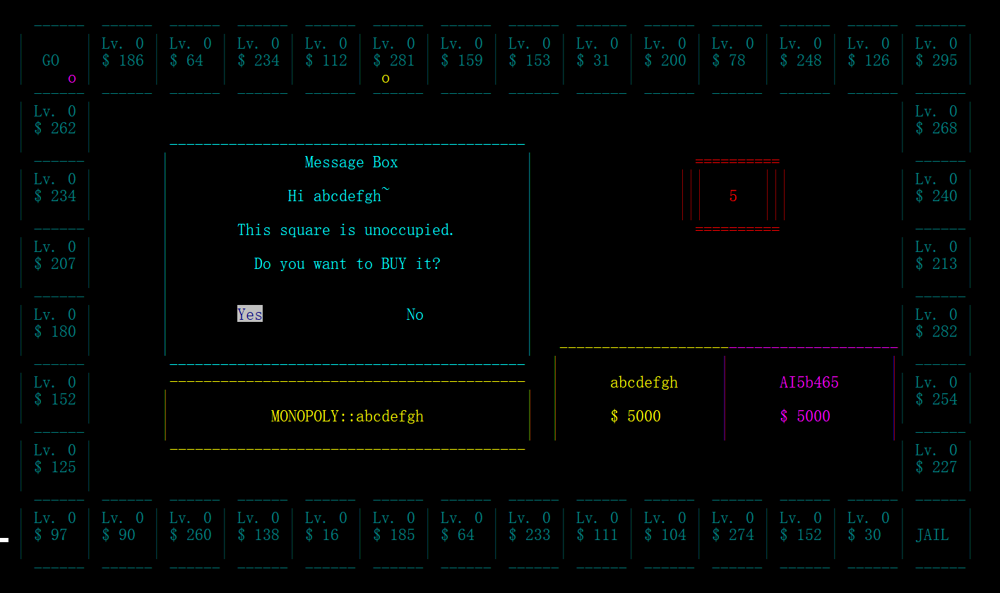 Lv. 0 Lv. 0 Lv. 0 Lv. 0 Lv. 0 Lv. 0 Lv. 0 Lv. 0 Lv. 0 Lv. 0 Lv. 0 Lv. 0 Lv. 0
GO $ 186 $ 64 $ 234 $ 112 $ 281 $ 159 $ 153 $ 31 $ 200 $ 78 $ 248 $ 126 $ 295
o o
Lv. 0 Lv. 0
$ 262 $ 268
Message Box
Lv. 0 Lv. 0
$ 234 Hi abcdefgh~ 5 $ 240
This square is unoccupied.
Lv. 0 Lv. 0
$ 207 Do you want to BUY it? $ 213
Lv. 0 Yes No Lv. 0
$ 180 $ 282
Lv. 0 abcdefgh AI5b465 Lv. 0
$ 152 $ 254
MONOPOLY::abcdefgh $ 5000 $ 5000
Lv. 0 Lv. 0
$ 125 $ 227
Lv. 0 Lv. 0 Lv. 0 Lv. 0 Lv. 0 Lv. 0 Lv. 0 Lv. 0 Lv. 0 Lv. 0 Lv. 0 Lv. 0 Lv. 0
$ 97 $ 90 $ 260 $ 138 $ 16 $ 185 $ 64 $ 233 $ 111 $ 104 $ 274 $ 152 $ 30 JAIL